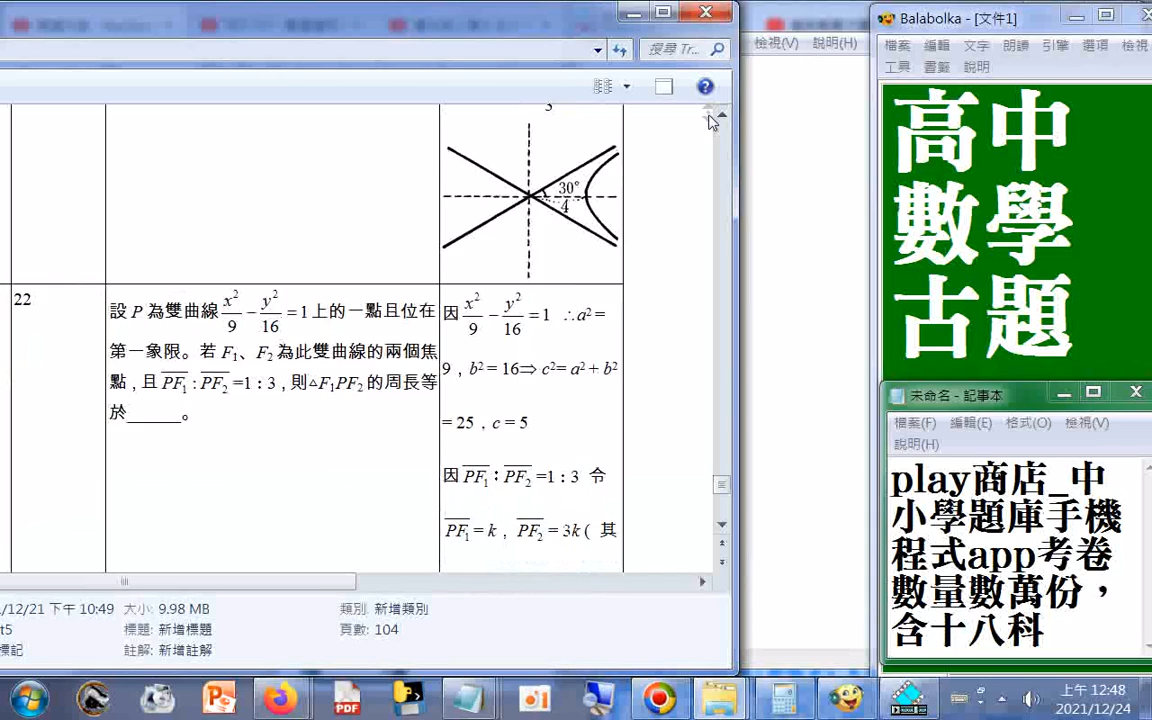 搜尋 Tr...
檢視(V) 說明(H)
3
30°
4
22
設 P 為雙曲線 x²/9 − y²/16 = 1 上的一點且位在
第一象限。若 F₁、F₂ 為此雙曲線的兩個焦
點，且 PF₁ : PF₂ =1：3，則△F₁PF₂ 的周長等
於______。
因 x²/9 − y²/16 = 1 ∴a² =
9，b² = 16⇒ c² = a² + b²
= 25，c = 5
因 PF₁：PF₂ =1：3 令
PF₁ = k， PF₂ = 3k ( 其
/12/21 下午 10:49 大小: 9.98 MB 類別: 新增類別
t5 標題: 新增標題 頁數: 104
標記 註解: 新增註解
Balabolka - [文件1]
檔案 編輯 文字 朗讀 引擎 選項 檢視
工具 書籤 說明
高中
數學
古題
未命名 - 記事本
檔案(F) 編輯(E) 格式(O) 檢視(V)
說明(H)
play商店_中
小學題庫手機
程式app考卷
數量數萬份，
含十八科
PDF
上午 12:48
2021/12/24